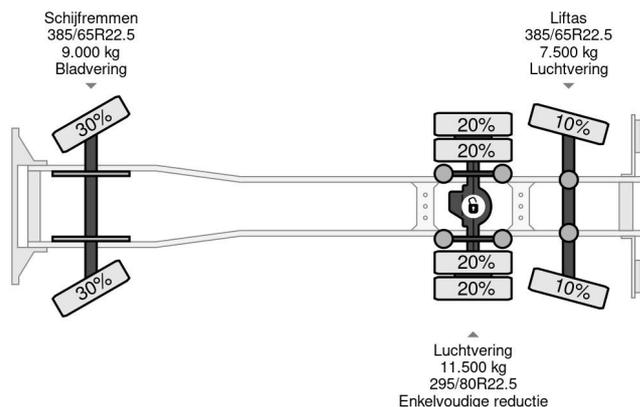 Schijfremmen
385/65R22.5
9.000 kg
Bladvering
Liftas
385/65R22.5
7.500 kg
Luchtvering
30%
20%
20%
10%
30%
20%
20%
10%
Luchtvering
11.500 kg
295/80R22.5
Enkelvoudige reductie